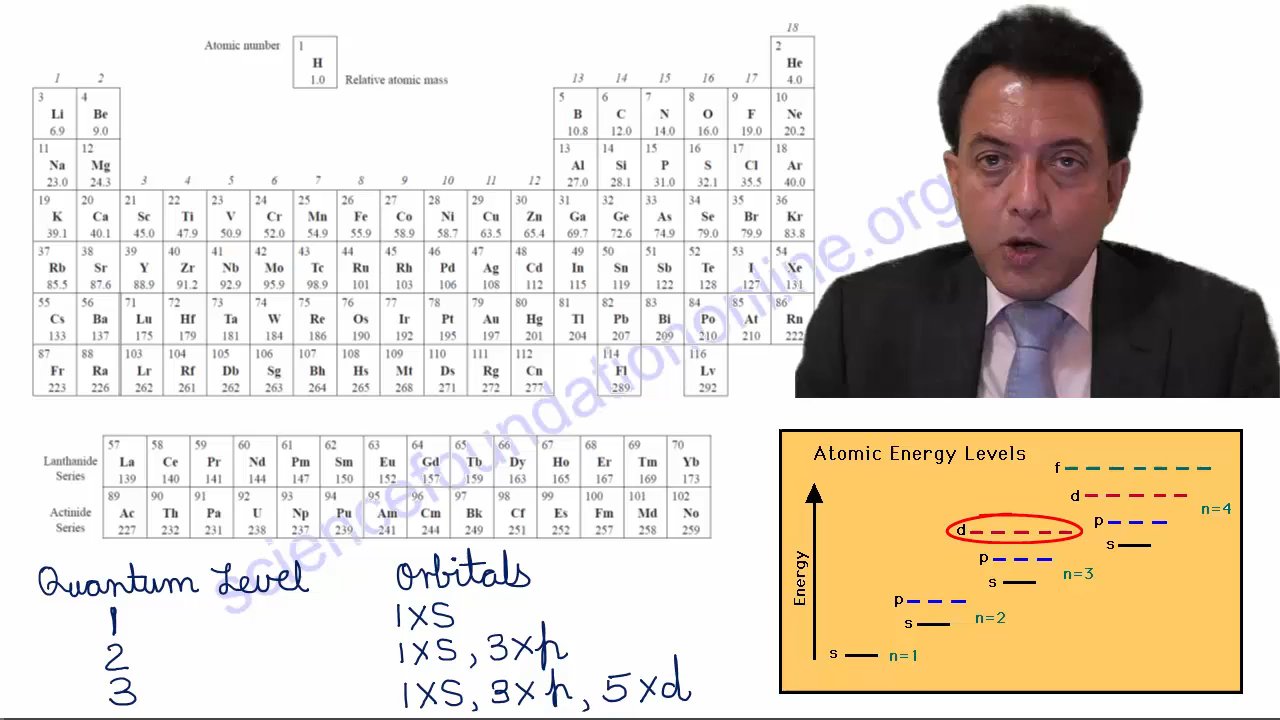 18
Atomic number 1 2
H He
1.0 Relative atomic mass 4.0
1 2 13 14 15 16 17
3 4 5 6 7 8 9 10
Li Be B C N O F Ne
6.9 9.0 10.8 12.0 14.0 16.0 19.0 20.2
11 12 13 14 15 16 17 18
Na Mg Al Si P S Cl Ar
23.0 24.3 3 4 5 6 7 8 9 10 11 12 27.0 28.1 31.0 32.1 35.5 40.0
19 20 21 22 23 24 25 26 27 28 29 30 31 32 33 34 35 36
K Ca Sc Ti V Cr Mn Fe Co Ni Cu Zn Ga Ge As Se Br Kr
39.1 40.1 45.0 47.9 50.9 52.0 54.9 55.9 58.9 58.7 63.5 65.4 69.7 72.6 74.9 79.0 79.9 83.8
37 38 39 40 41 42 43 44 45 46 47 48 49 50 51 52 53 54
Rb Sr Y Zr Nb Mo Tc Ru Rh Pd Ag Cd In Sn Sb Te I Xe
85.5 87.6 88.9 91.2 92.9 95.9 98.9 101 103 106 108 112 115 119 122 128 127 131
55 56 71 72 73 74 75 76 77 78 79 80 81 82 83 84 85 86
Cs Ba Lu Hf Ta W Re Os Ir Pt Au Hg Tl Pb Bi Po At Rn
133 137 175 179 181 184 186 190 192 195 197 201 204 207 209 210 210 222
87 88 103 104 105 106 107 108 109 110 111 112 114 116
Fr Ra Lr Rf Db Sg Bh Hs Mt Ds Rg Cn Fl Lv
223 226 262 261 262 263 264 265 268 271 272 277 289 292
57 58 59 60 61 62 63 64 65 66 67 68 69 70
Lanthanide La Ce Pr Nd Pm Sm Eu Gd Tb Dy Ho Er Tm Yb
Series 139 140 141 144 147 150 152 157 159 163 165 167 169 173
89 90 91 92 93 94 95 96 97 98 99 100 101 102
Actinide Ac Th Pa U Np Pu Am Cm Bk Cf Es Fm Md No
Series 227 232 231 238 237 239 241 244 249 251 252 257 258 259
sciencefoundationonline.org
Quantum Level Orbitals
1 1×S
2 1×S, 3×p
3 1×S, 3×p, 5×d
Atomic Energy Levels
f
d
n=4
p
s
d
p
n=3
s
p
n=2
s
s n=1
Energy